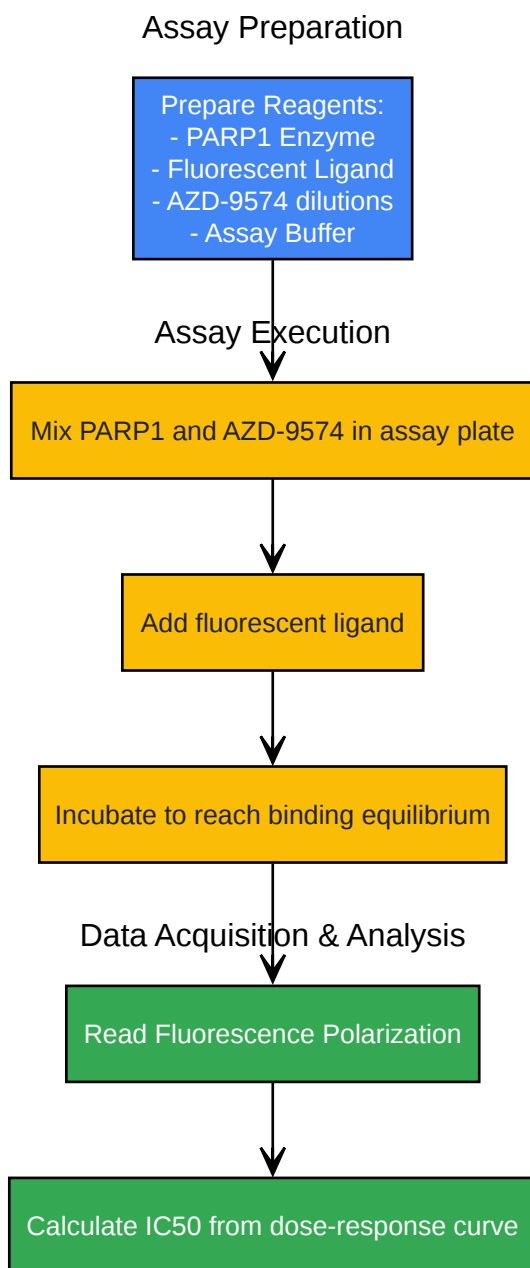 Assay Preparation
Prepare Reagents:
- PARP1 Enzyme
- Fluorescent Ligand
- AZD-9574 dilutions
- Assay Buffer
Assay Execution
Mix PARP1 and AZD-9574 in assay plate
Add fluorescent ligand
Incubate to reach binding equilibrium
Data Acquisition & Analysis
Read Fluorescence Polarization
Calculate IC50 from dose-response curve